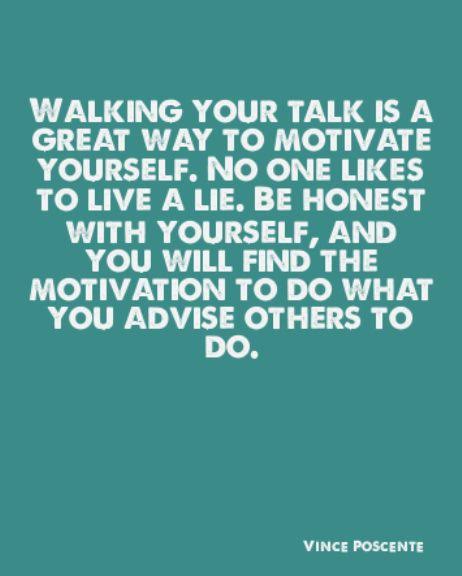 Walking your talk is a
great way to motivate
yourself. No one likes
to live a lie. Be honest
with yourself, and
you will find the
motivation to do what
you advise others to
do.
Vince Poscente